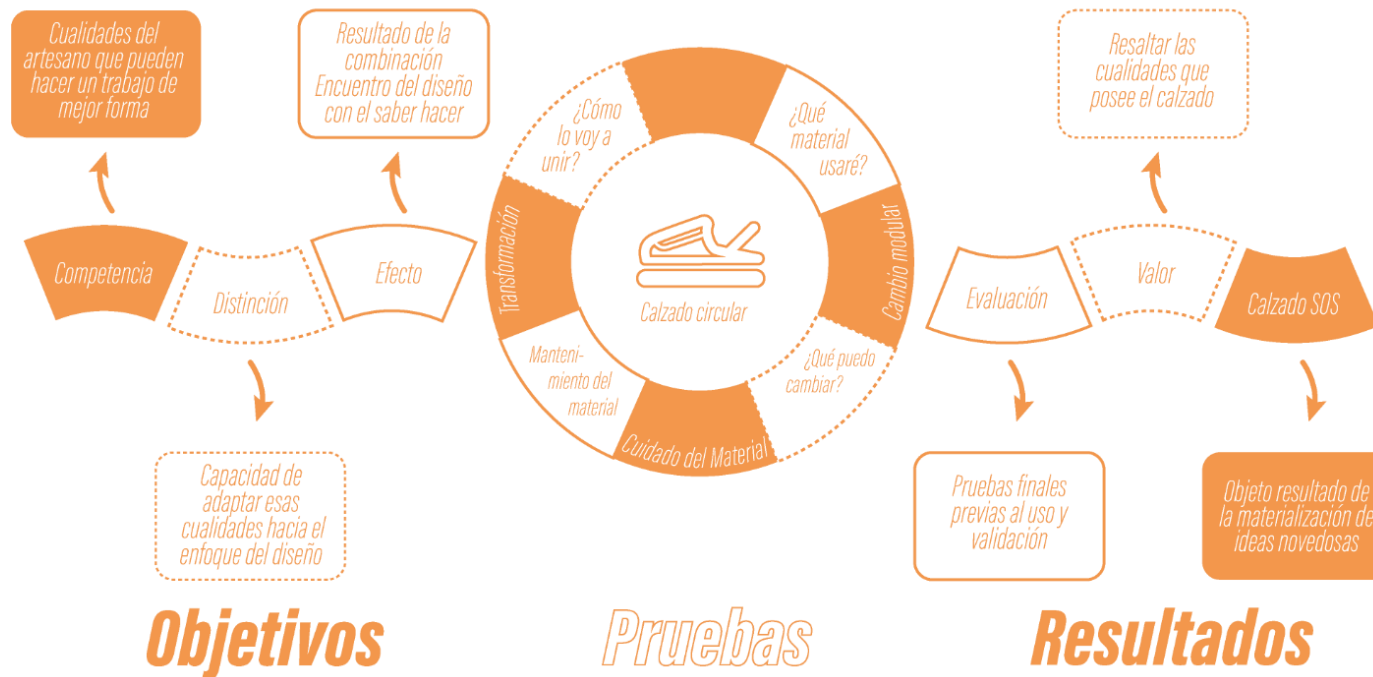 Cualidades del
artesano que pueden
hacer un trabajo de
mejor forma
Resultado de la
combinación
Encuentro del diseño
con el saber hacer
Competencia
Distinción
Efecto
Capacidad de
adaptar esas
cualidades hacia el
enfoque del diseño
Objetivos
¿Cómo
lo voy a
unir?
¿Qué
material
usaré?
Transformación
Cambio modular
Calzado circular
Manteni-
miento del
material
¿Qué puedo
cambiar?
Cuidado del Material
Pruebas
Resaltar las
cualidades que
posee el calzado
Evaluación
Valor
Calzado SOS
Pruebas finales
previas al uso y
validación
Objeto resultado de
la materialización de
ideas novedosas
Resultados